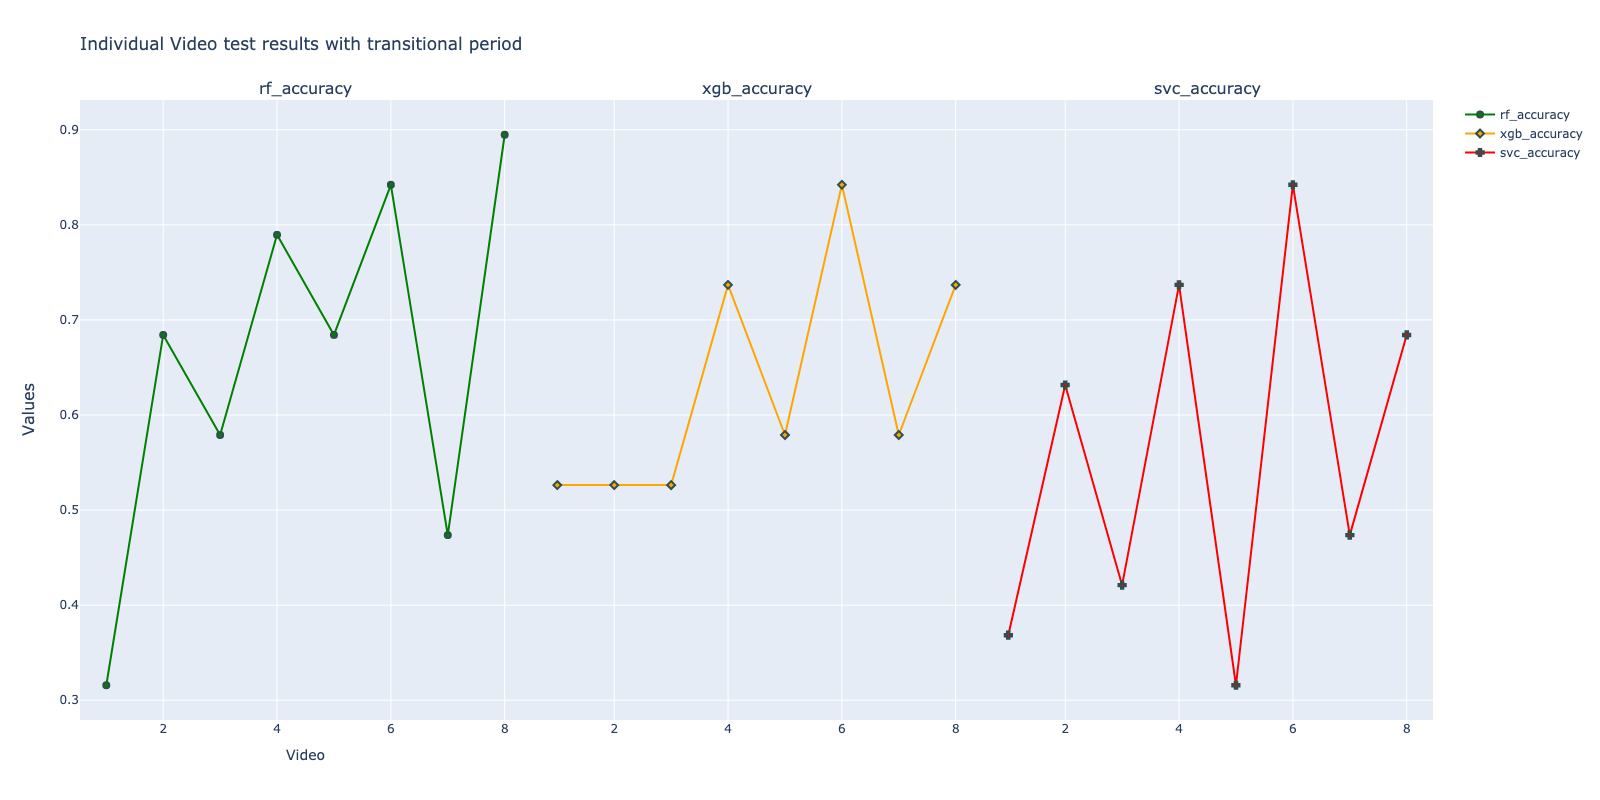 Individual Video test results with transitional period
rf_accuracy
xgb_accuracy
svc_accuracy
rf_accuracy
xgb_accuracy
svc_accuracy
0.9
0.8
0.7
0.6
0.5
0.4
0.3
Values
2 4 6 8 2 4 6 8 2 4 6 8
Video